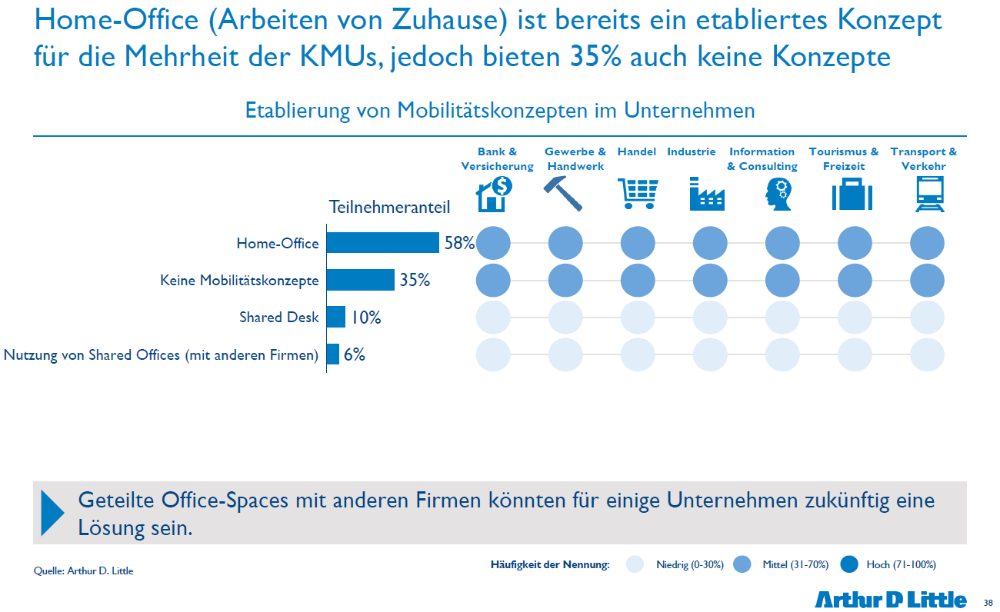 Home-Office (Arbeiten von Zuhause) ist bereits ein etabliertes Konzept
für die Mehrheit der KMUs, jedoch bieten 35% auch keine Konzepte
Etablierung von Mobilitätskonzepten im Unternehmen
Bank &
Versicherung
Gewerbe &
Handwerk
Handel
Industrie
Information
& Consulting
Tourismus &
Freizeit
Transport &
Verkehr
$
Teilnehmeranteil
Home-Office 58%
Keine Mobilitätskonzepte 35%
Shared Desk 10%
Nutzung von Shared Offices (mit anderen Firmen) 6%
Geteilte Office-Spaces mit anderen Firmen könnten für einige Unternehmen zukünftig eine
Lösung sein.
Quelle: Arthur D. Little
Häufigkeit der Nennung: Niedrig (0-30%) Mittel (31-70%) Hoch (71-100%)
Arthur D Little
38